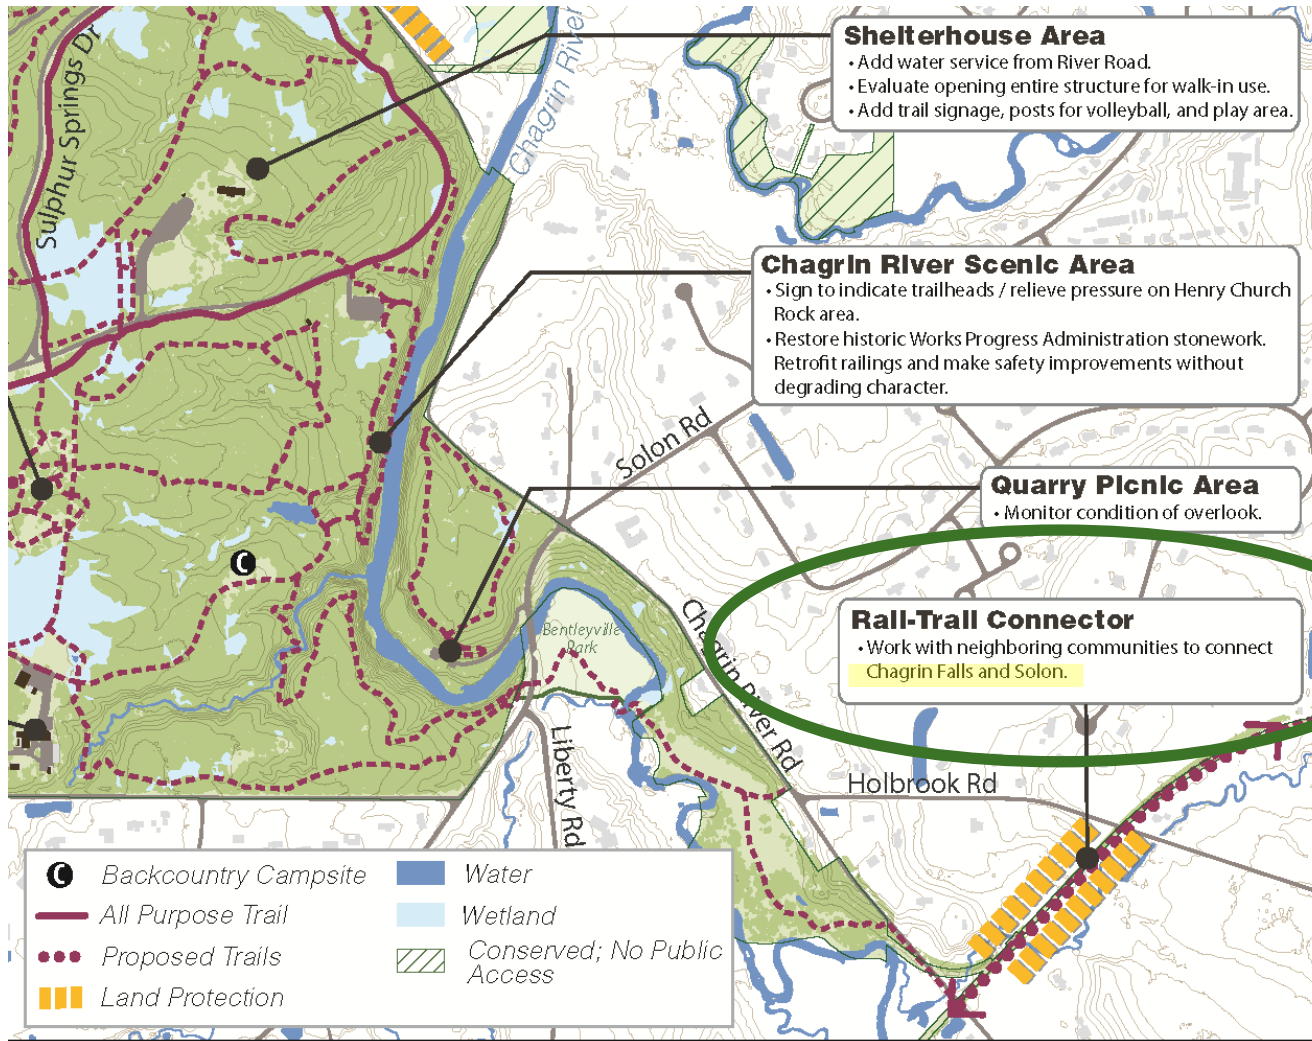 Sulphur Springs Dr
Chagrin River
Shelterhouse Area
• Add water service from River Road.
• Evaluate opening entire structure for walk-in use.
• Add trail signage, posts for volleyball, and play area.
Chagrin River Scenic Area
• Sign to indicate trailheads / relieve pressure on Henry Church
Rock area.
• Restore historic Works Progress Administration stonework.
Retrofit railings and make safety improvements without
degrading character.
Solon Rd
Quarry Picnic Area
• Monitor condition of overlook.
C
Bentleyville
Park
Chagrin River Rd
Rail-Trail Connector
• Work with neighboring communities to connect
Chagrin Falls and Solon.
Liberty Rd
Holbrook Rd
C Backcountry Campsite
All Purpose Trail
Proposed Trails
Land Protection
Water
Wetland
Conserved; No Public
Access